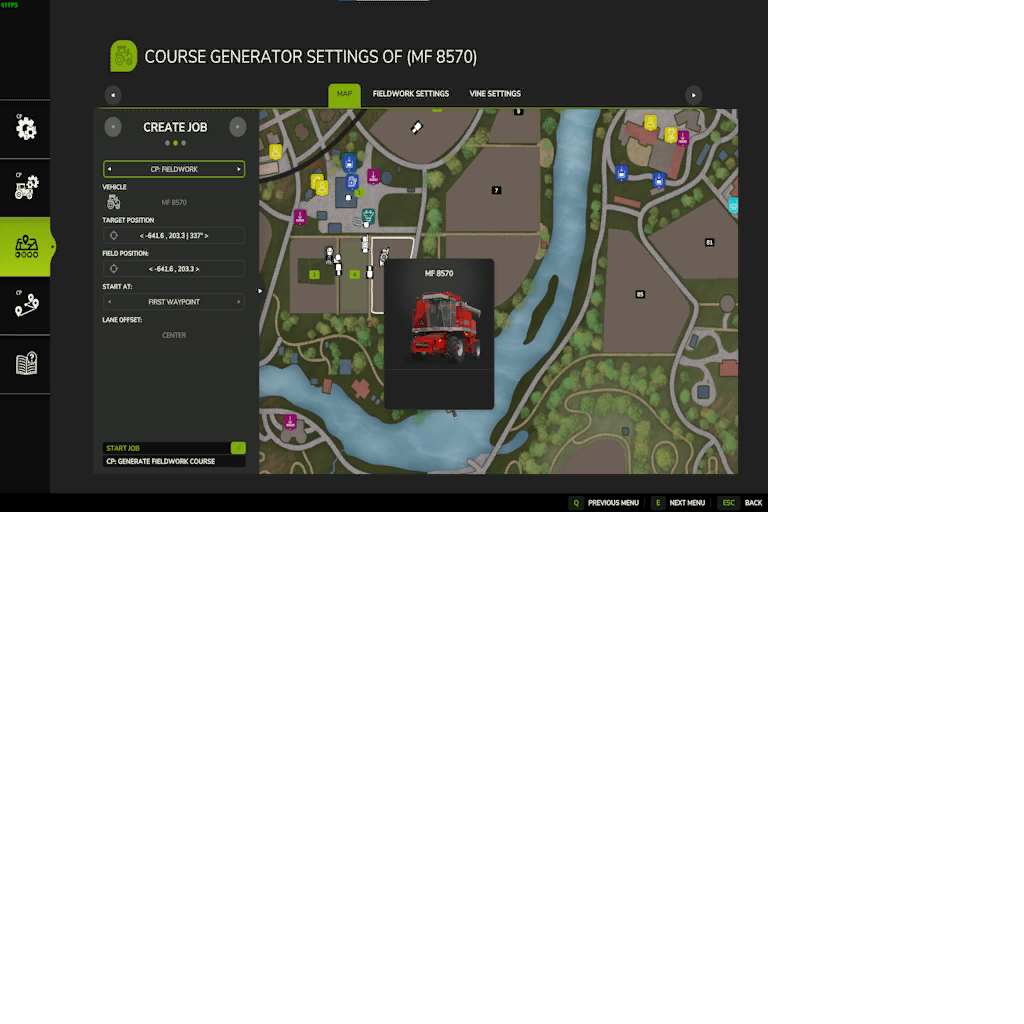 61 FPS
COURSE GENERATOR SETTINGS OF (MF 8570)
MAP
FIELDWORK SETTINGS
VINE SETTINGS
CREATE JOB
CP: FIELDWORK
VEHICLE
MF 8570
TARGET POSITION
< -641.6 , 203.3 | 337° >
FIELD POSITION:
< -641.6 , 203.3 >
START AT:
FIRST WAYPOINT
LANE OFFSET:
CENTER
START JOB
CP: GENERATE FIELDWORK COURSE
CP
CP
CP
9
7
81
85
3
4
MF 8570
Q PREVIOUS MENU
E NEXT MENU
ESC BACK